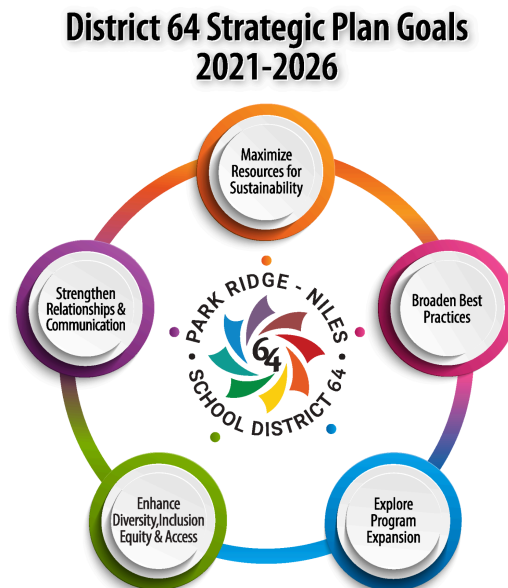 District 64 Strategic Plan Goals
2021-2026
Maximize
Resources for
Sustainability
Strengthen
Relationships &
Communication
Broaden Best
Practices
PARK RIDGE - NILES
64
• SCHOOL DISTRICT 64 •
Enhance
Diversity,Inclusion
Equity & Access
Explore
Program
Expansion